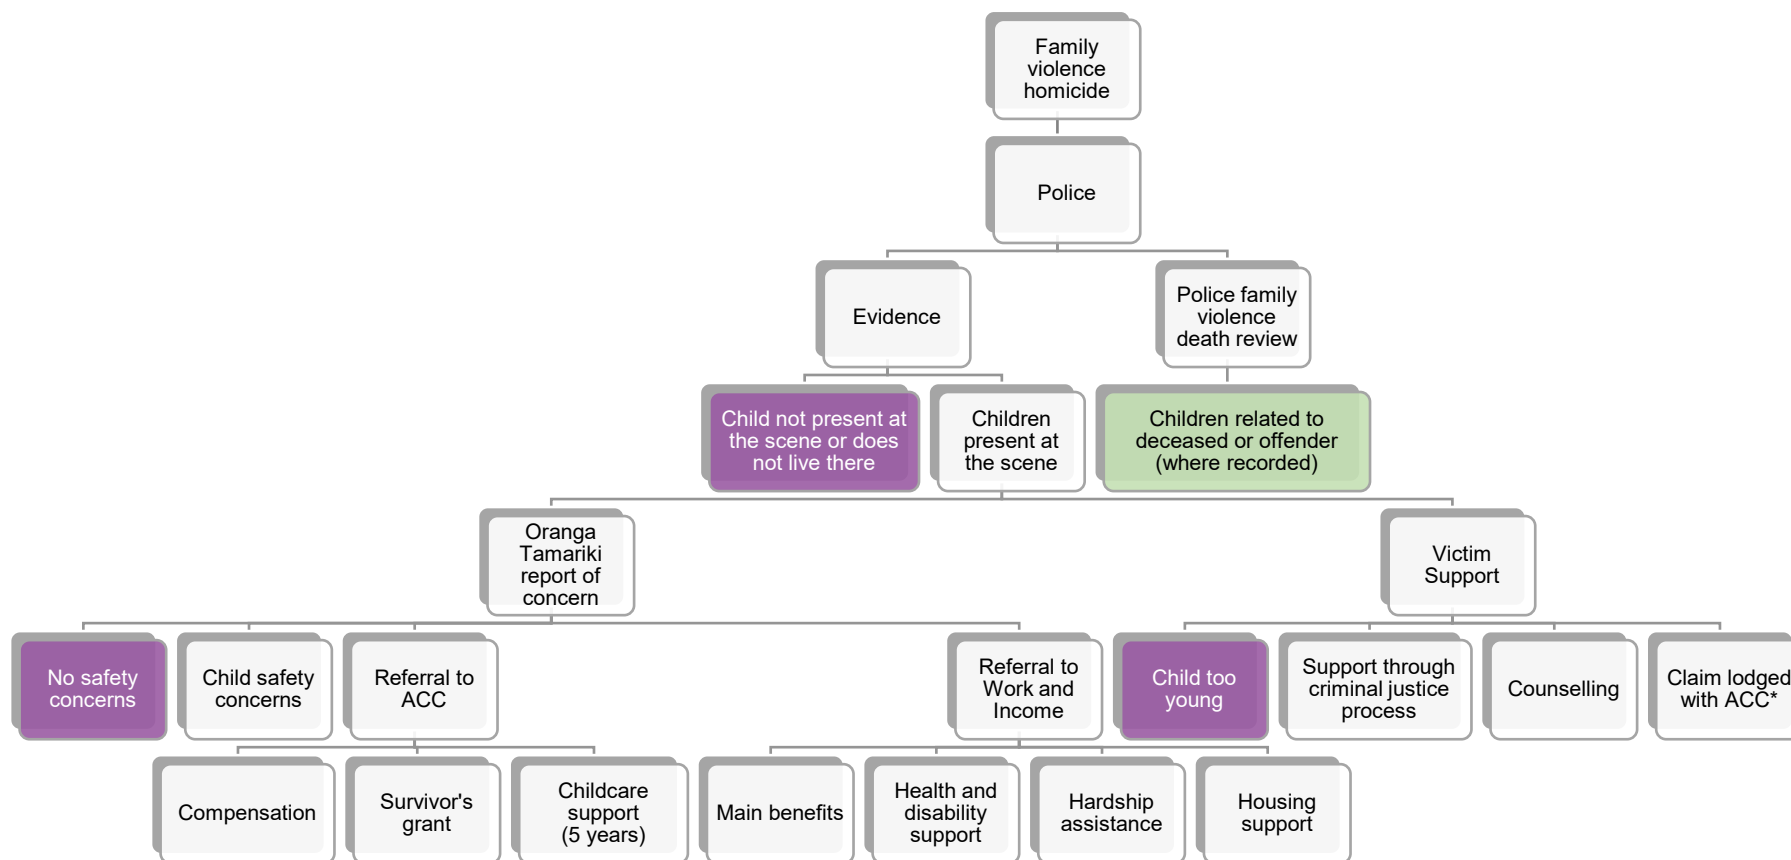 Family
violence
homicide
Police
Evidence
Police family
violence
death review
Child not present at
the scene or does
not live there
Children
present at
the scene
Children related to
deceased or offender
(where recorded)
Oranga
Tamariki
report of
concern
Victim
Support
No safety
concerns
Child safety
concerns
Referral to
ACC
Referral to
Work and
Income
Child too
young
Support through
criminal justice
process
Counselling
Claim lodged
with ACC*
Compensation
Survivor's
grant
Childcare
support
(5 years)
Main benefits
Health and
disability
support
Hardship
assistance
Housing
support